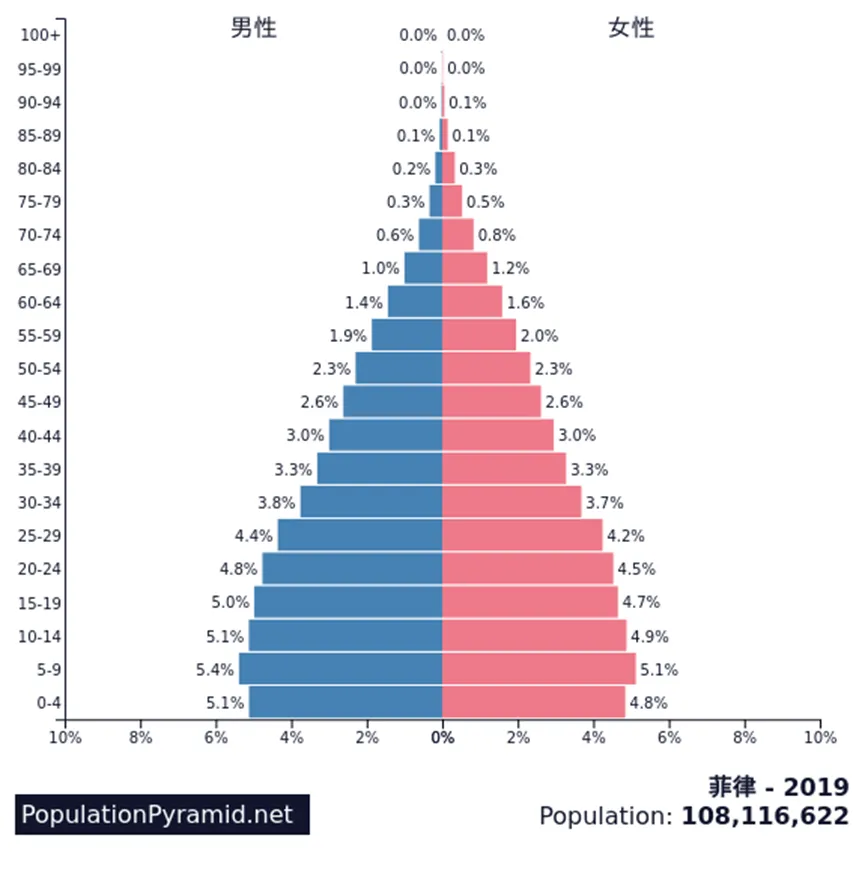 男性 女性
100+ 0.0% 0.0%
95-99 0.0% 0.0%
90-94 0.0% 0.1%
85-89 0.1% 0.1%
80-84 0.2% 0.3%
75-79 0.3% 0.5%
70-74 0.6% 0.8%
65-69 1.0% 1.2%
60-64 1.4% 1.6%
55-59 1.9% 2.0%
50-54 2.3% 2.3%
45-49 2.6% 2.6%
40-44 3.0% 3.0%
35-39 3.3% 3.3%
30-34 3.8% 3.7%
25-29 4.4% 4.2%
20-24 4.8% 4.5%
15-19 5.0% 4.7%
10-14 5.1% 4.9%
5-9 5.4% 5.1%
0-4 5.1% 4.8%
10% 8% 6% 4% 2% 0% 2% 4% 6% 8% 10%
菲律 - 2019
PopulationPyramid.net
Population: 108,116,622